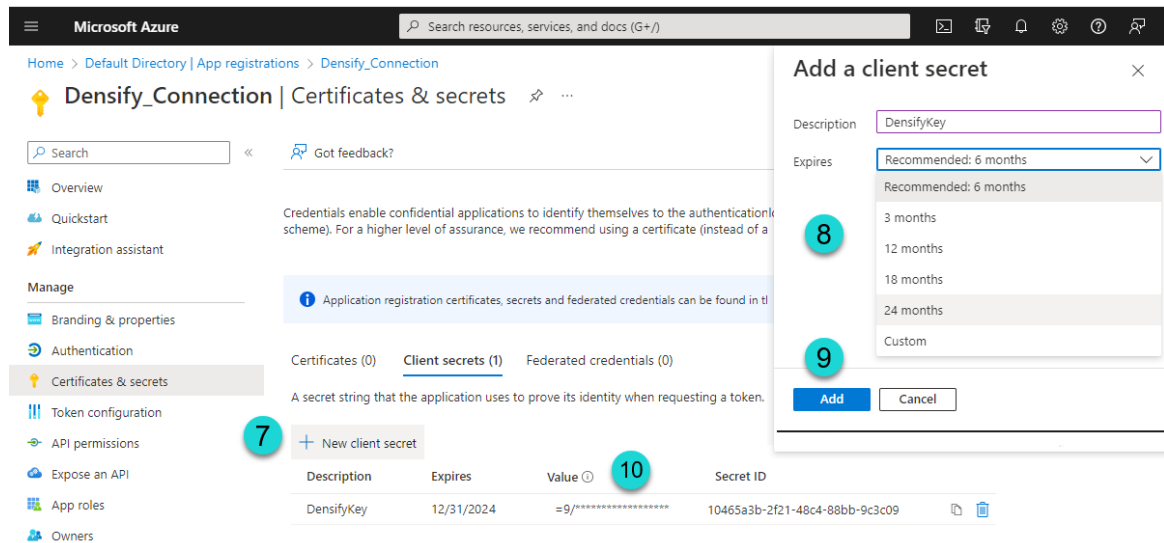 Microsoft Azure
Search resources, services, and docs (G+/)
Home > Default Directory | App registrations > Densify_Connection
Densify_Connection | Certificates & secrets
Search
Overview
Quickstart
Integration assistant
Manage
Branding & properties
Authentication
Certificates & secrets
Token configuration
API permissions
Expose an API
App roles
Owners
Got feedback?
Credentials enable confidential applications to identify themselves to the authentication
scheme). For a higher level of assurance, we recommend using a certificate (instead of a
Application registration certificates, secrets and federated credentials can be found in
Certificates (0) Client secrets (1) Federated credentials (0)
A secret string that the application uses to prove its identity when requesting a token.
7
+ New client secret
10
Description Expires Value Secret ID
DensifyKey 12/31/2024 =9/****************** 10465a3b-2f21-48c4-88bb-9c3c09
Add a client secret
Description DensifyKey
Expires Recommended: 6 months
Recommended: 6 months
3 months
8
12 months
18 months
24 months
Custom
9
Add Cancel